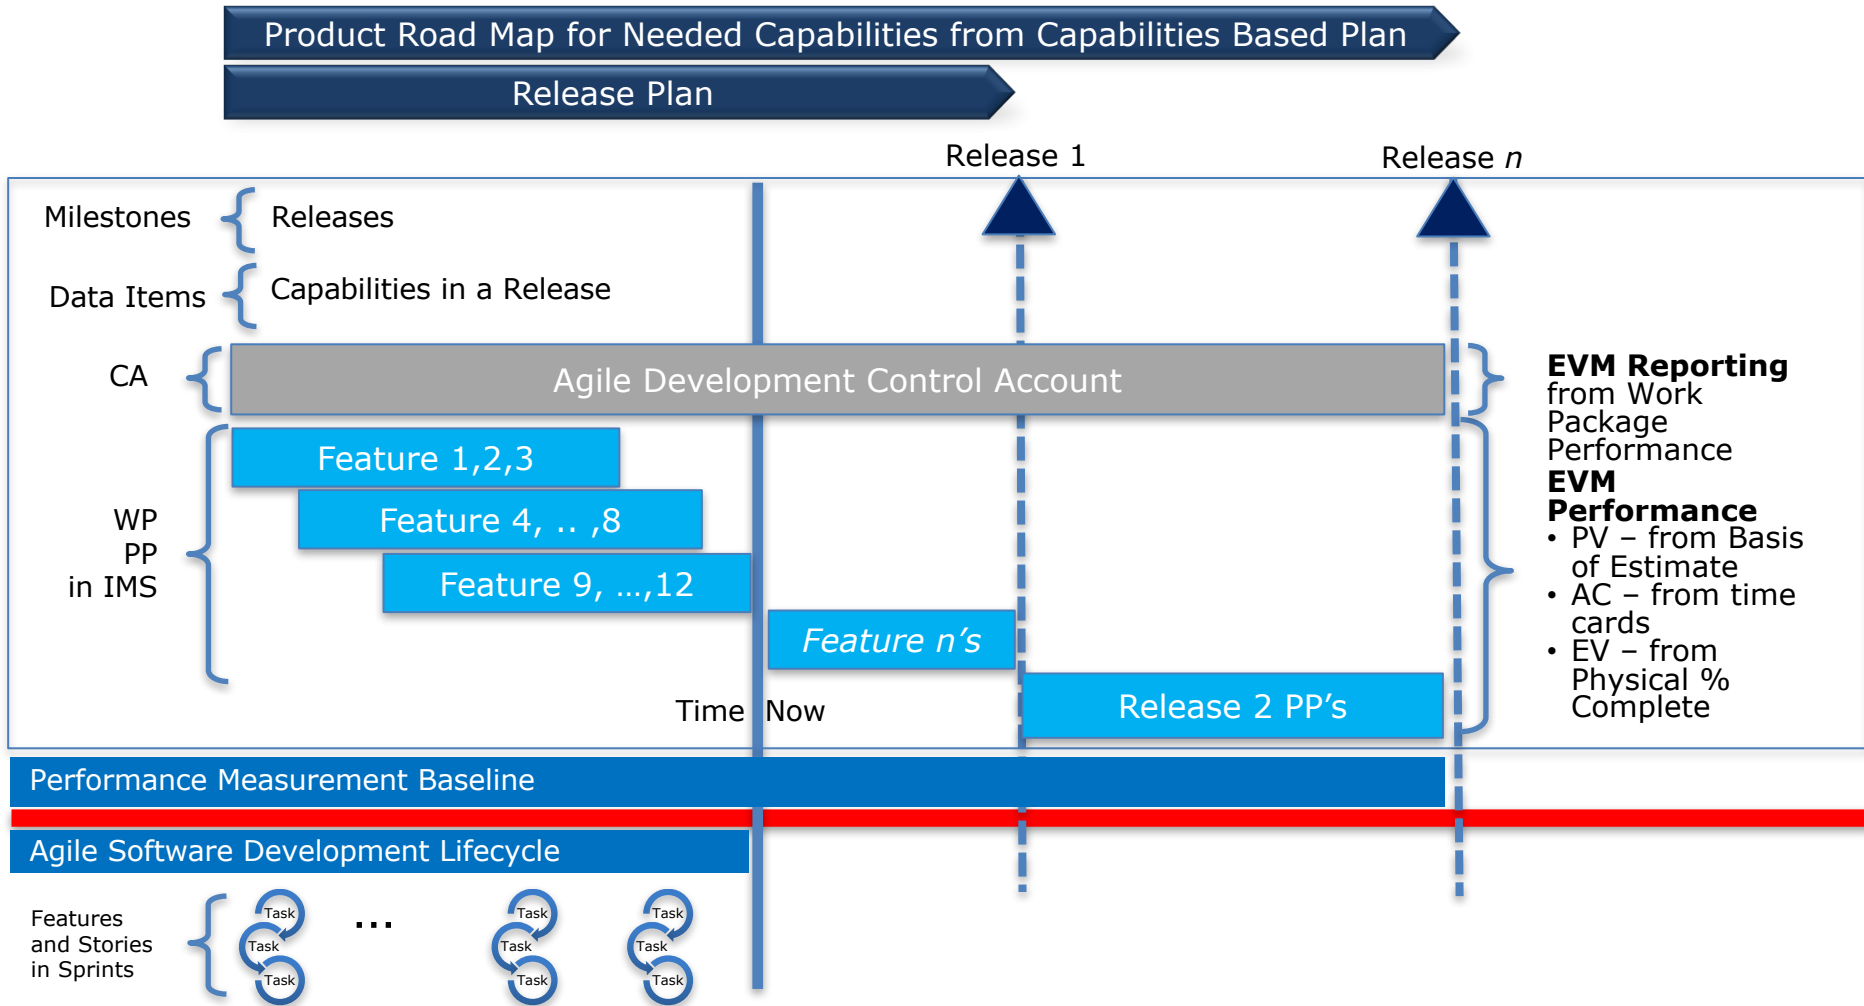 Product Road Map for Needed Capabilities from Capabilities Based Plan
Release Plan
Release 1
Release n
Milestones
Releases
Data Items
Capabilities in a Release
CA
Agile Development Control Account
EVM Reporting
from Work
Package
Performance
EVM
Performance
• PV – from Basis
of Estimate
• AC – from time
cards
• EV – from
Physical %
Complete
WP
PP
in IMS
Feature 1,2,3
Feature 4, .. ,8
Feature 9, …,12
Feature n’s
Release 2 PP’s
Time Now
Performance Measurement Baseline
Agile Software Development Lifecycle
Features
and Stories
in Sprints
Task
Task
Task
...
Task
Task
Task
Task
Task
Task